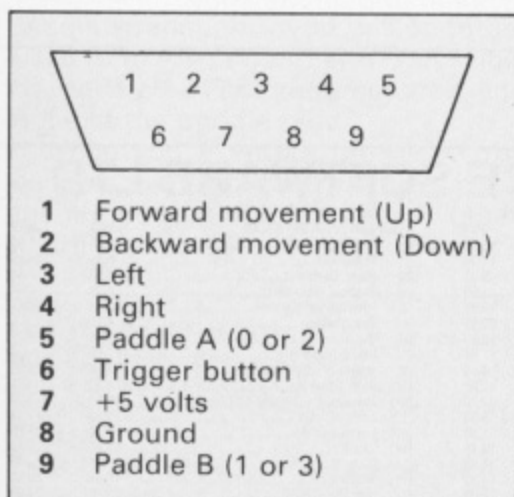 1 2 3 4 5
6 7 8 9
1 Forward movement (Up)
2 Backward movement (Down)
3 Left
4 Right
5 Paddle A (0 or 2)
6 Trigger button
7 +5 volts
8 Ground
9 Paddle B (1 or 3)